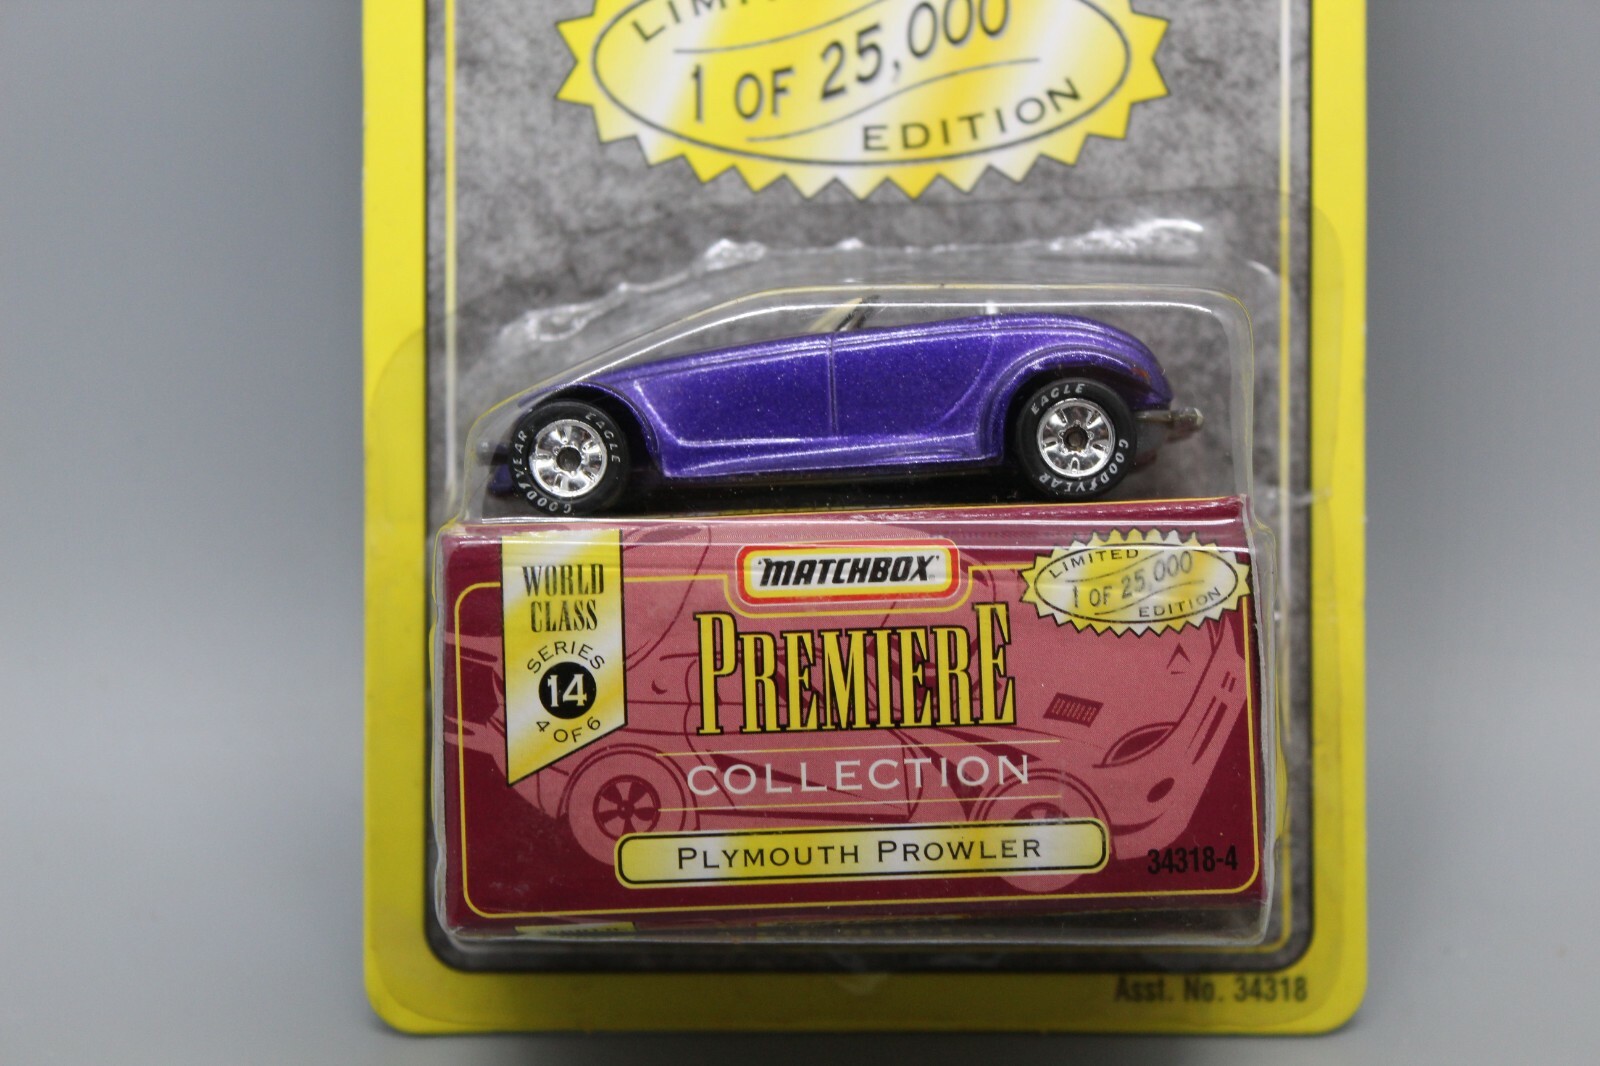 LIMITED
1 OF 25,000
EDITION
EAGLE
GOODYEAR
EAGLE
GOODYEAR
WORLD
CLASS
SERIES
14
4 OF 6
MATCHBOX
PREMIERE
COLLECTION
PLYMOUTH PROWLER
LIMITED
1 OF 25,000
EDITION
34318-4
Asst. No. 34318